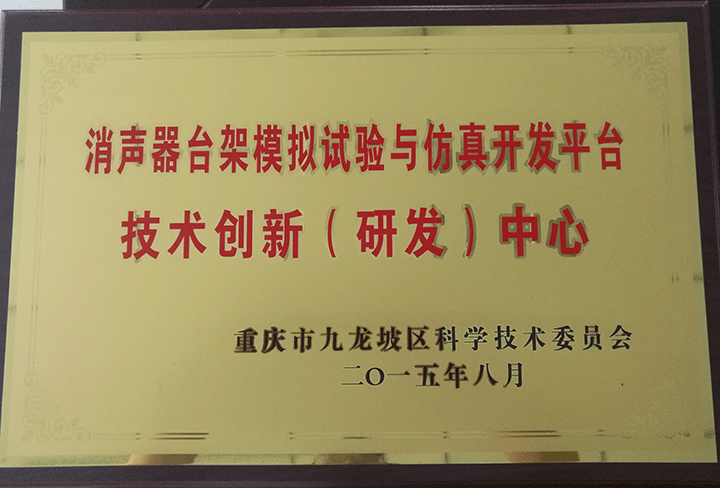 消声器台架模拟试验与仿真开发平台
技术创新（研发）中心
重庆市九龙坡区科学技术委员会
二〇一五年八月